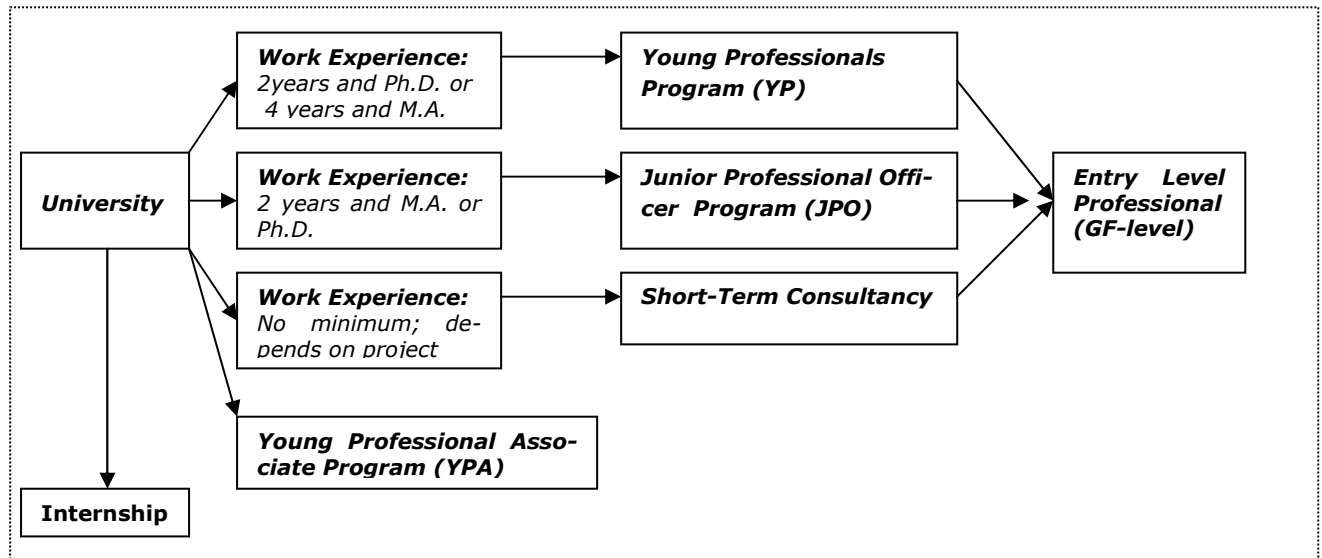 Work Experience:
2years and Ph.D. or
4 years and M.A.
Young Professionals
Program (YP)
University
Work Experience:
2 years and M.A. or
Ph.D.
Junior Professional Offi-
cer Program (JPO)
Entry Level
Professional
(GF-level)
Work Experience:
No minimum; de-
pends on project
Short-Term Consultancy
Young Professional Asso-
ciate Program (YPA)
Internship